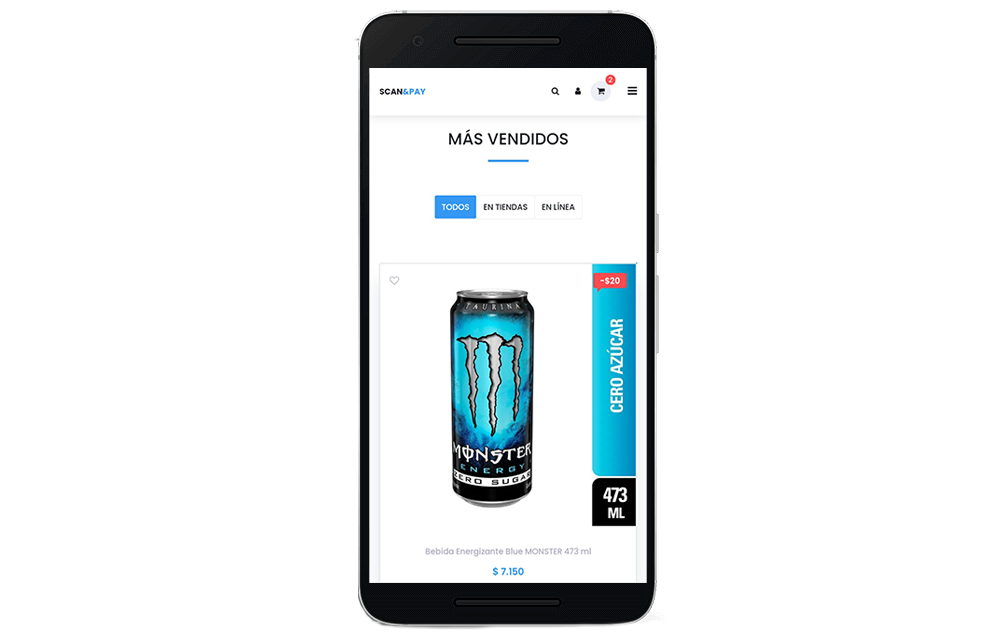 SCAN&PAY
2
MÁS VENDIDOS
TODOS
EN TIENDAS
EN LÍNEA
-$20
TAURINA
CERO AZÚCAR
MONSTER
ENERGY
ZERO SUGAR
473
ML
Bebida Energizante Blue MONSTER 473 ml
$ 7.150